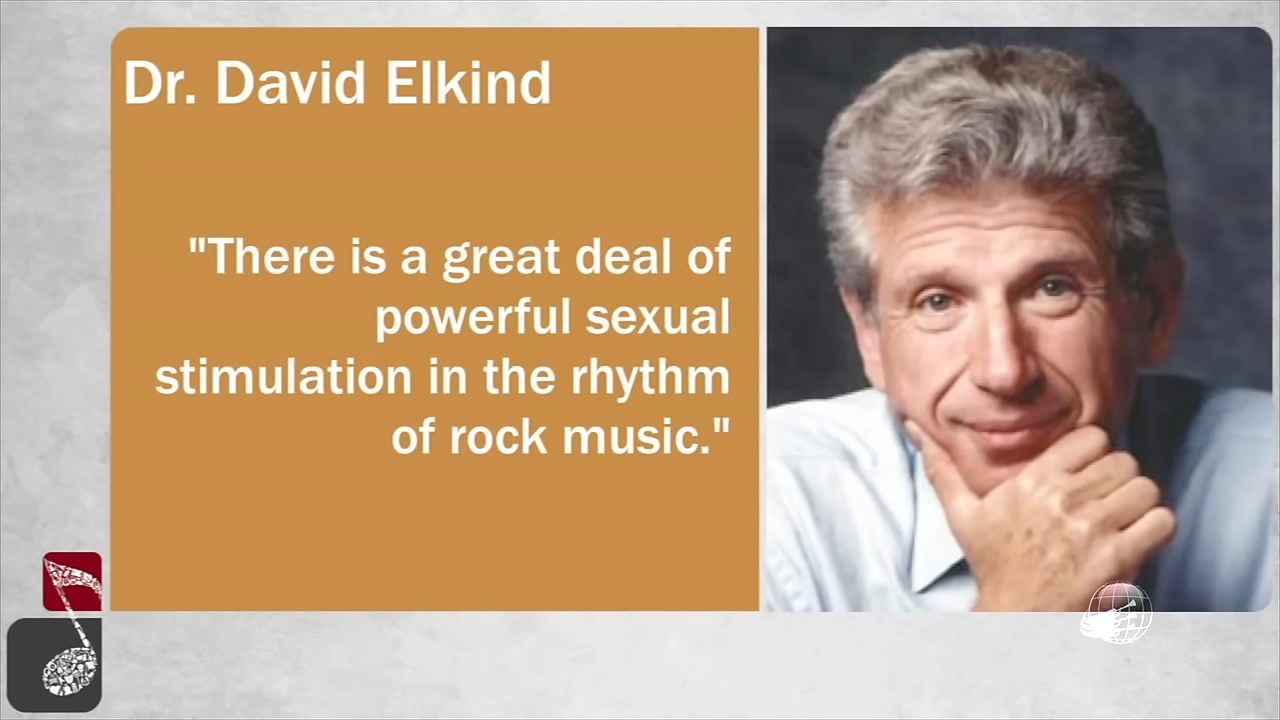 Dr. David Elkind
"There is a great deal of
powerful sexual
stimulation in the rhythm
of rock music."